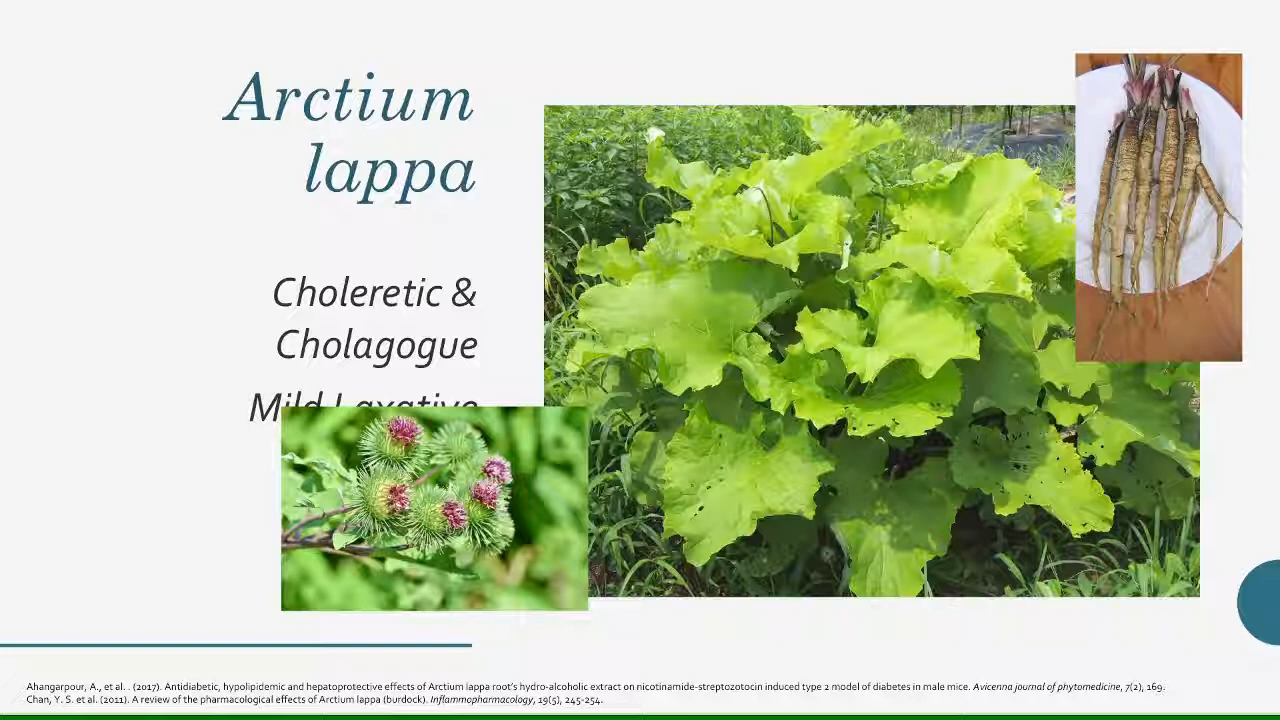 Arctium
lappa
Choleretic &
Cholagogue
Mild Laxative
Ahangarpour, A., et al. . (2017). Antidiabetic, hypolipidemic and hepatoprotective effects of Arctium lappa root's hydro-alcoholic extract on nicotinamide-streptozotocin induced type 2 model of diabetes in male mice. Avicenna journal of phytomedicine, 7(2), 169.
Chan, Y. S. et al. (2011). A review of the pharmacological effects of Arctium lappa (burdock). Inflammopharmacology, 19(5), 245-254.